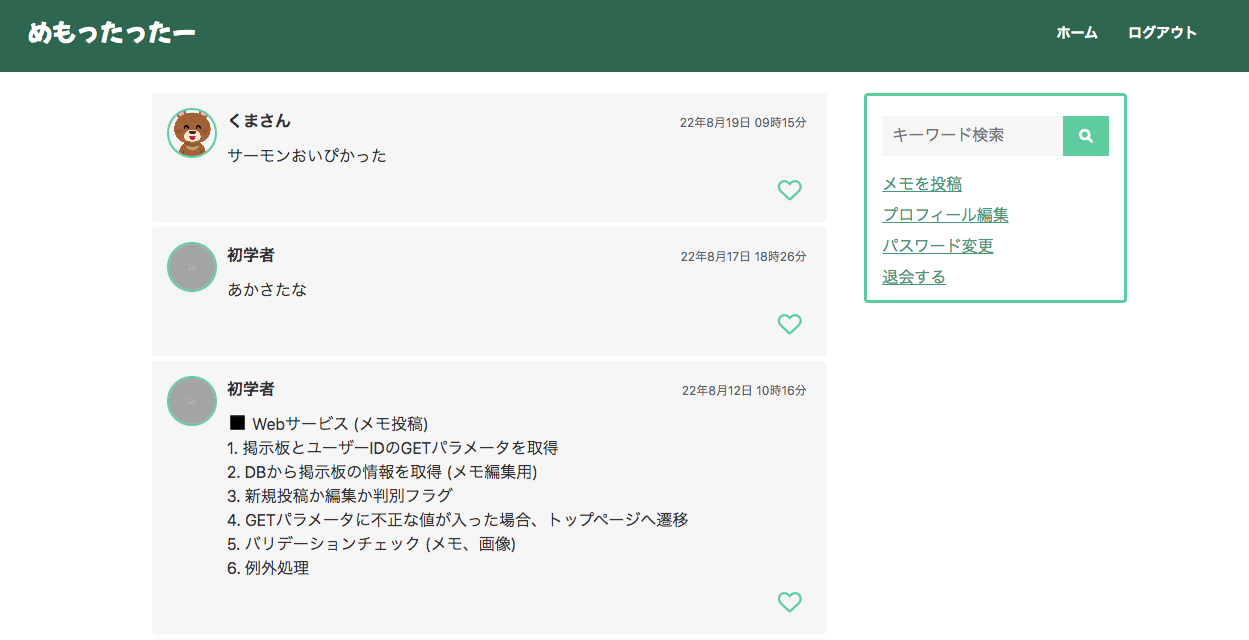 めもったったー
ホーム ログアウト
くまさん 22年8月19日 09時15分
サーモンおいぴかった
初学者 22年8月17日 18時26分
あかさたな
初学者 22年8月12日 10時16分
■ Webサービス (メモ投稿)
1. 掲示板とユーザーIDのGETパラメータを取得
2. DBから掲示板の情報を取得 (メモ編集用)
3. 新規投稿か編集か判別フラグ
4. GETパラメータに不正な値が入った場合、トップページへ遷移
5. バリデーションチェック (メモ、画像)
6. 例外処理
キーワード検索
メモを投稿
プロフィール編集
パスワード変更
退会する